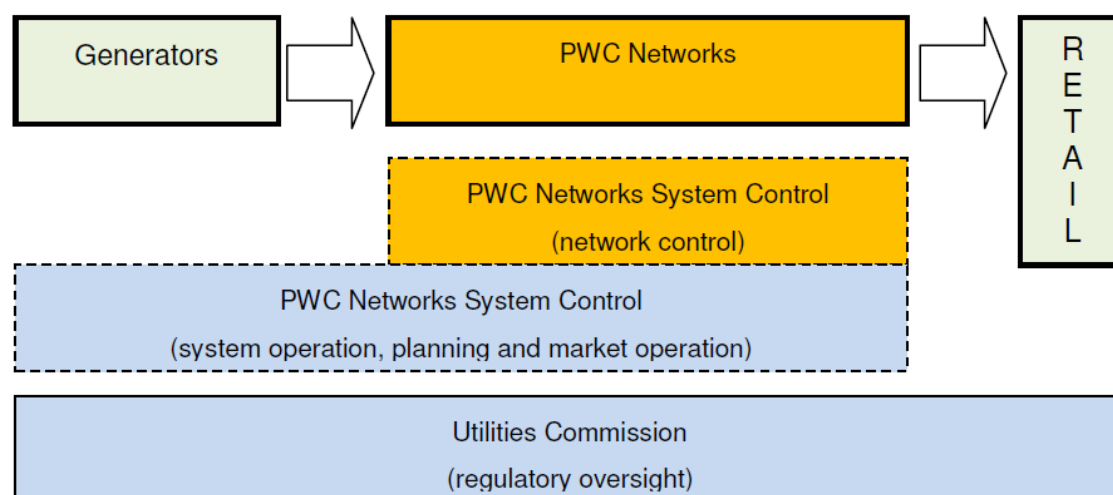 Generators
PWC Networks
RETAIL
PWC Networks System Control
(network control)
PWC Networks System Control
(system operation, planning and market operation)
Utilities Commission
(regulatory oversight)